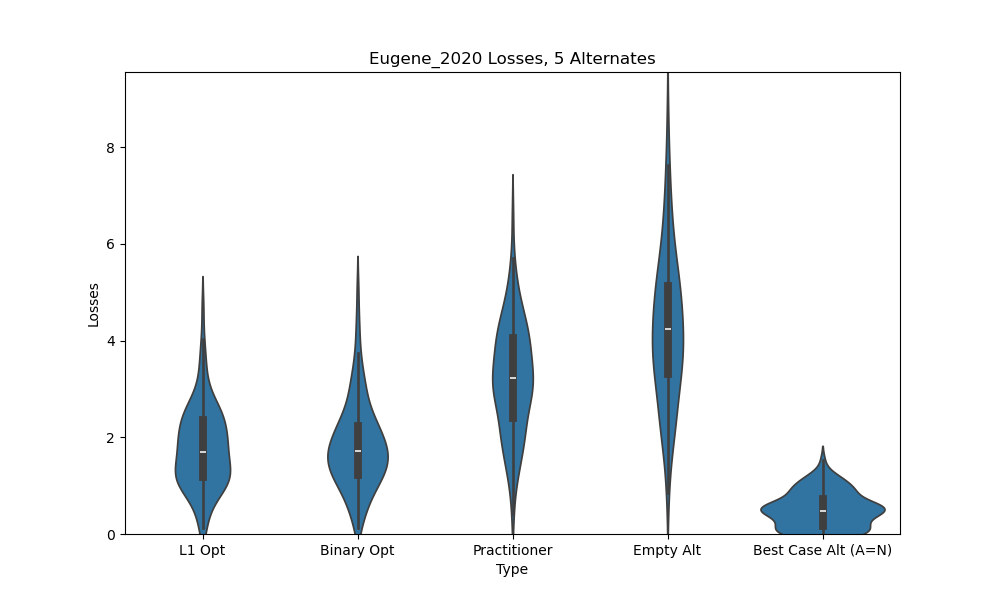 Eugene_2020 Losses, 5 Alternates
Losses
8
6
4
2
0
L1 Opt
Binary Opt
Practitioner
Empty Alt
Best Case Alt (A=N)
Type